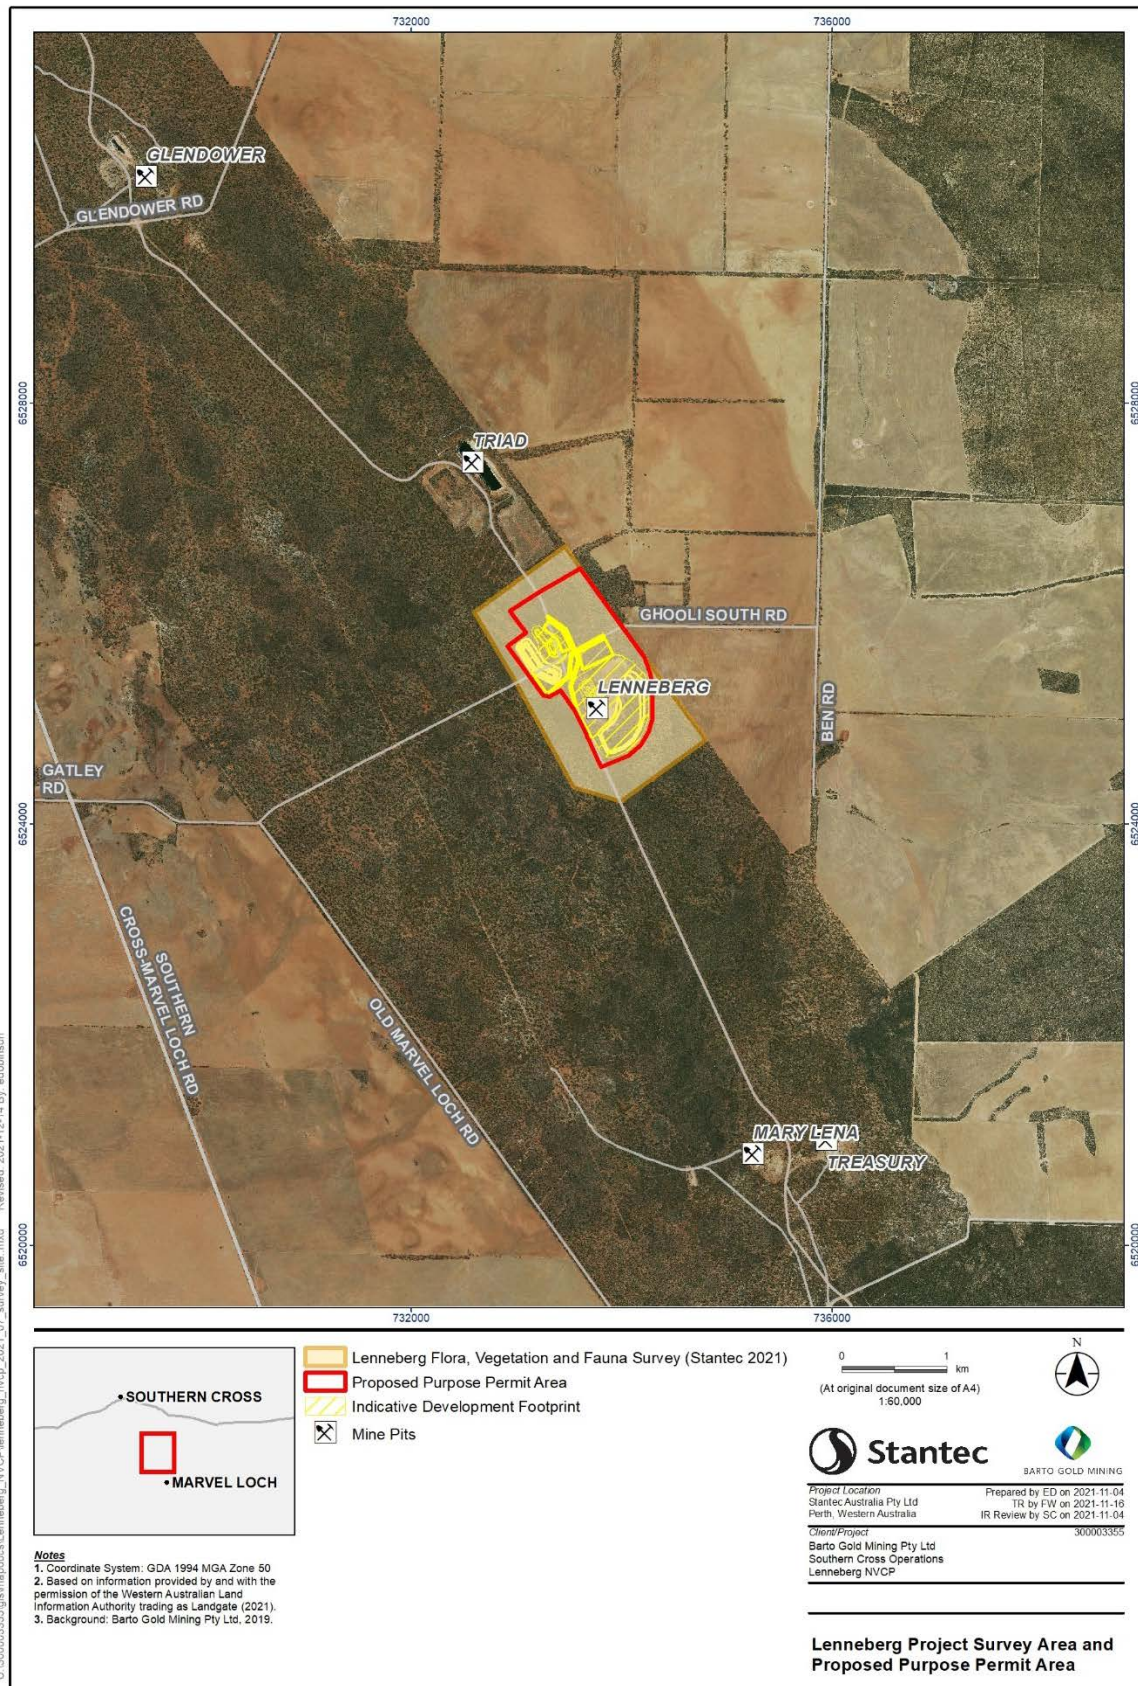 732000
736000
GLENDOWER
GLENDOWER RD
6528000
6528000
TRIAD
GHOOLI SOUTH RD
LENNEBERG
BEN RD
GATLEY
RD
6524000
6524000
SOUTHERN
CROSS-MARVEL LOCH RD
OLD MARVEL LOCH RD
MARY LENA
TREASURY
6520000
6520000
732000
736000
SOUTHERN CROSS
MARVEL LOCH
Lenneberg Flora, Vegetation and Fauna Survey (Stantec 2021)
Proposed Purpose Permit Area
Indicative Development Footprint
Mine Pits
0 1
km
(At original document size of A4)
1:60,000
N
Stantec
BARTO GOLD MINING
Project Location
Stantec Australia Pty Ltd
Perth, Western Australia
Prepared by ED on 2021-11-04
TR by FW on 2021-11-16
IR Review by SC on 2021-11-04
Client/Project 300003355
Barto Gold Mining Pty Ltd
Southern Cross Operations
Lenneberg NVCP
Notes
1. Coordinate System: GDA 1994 MGA Zone 50
2. Based on information provided by and with the
permission of the Western Australian Land
Information Authority trading as Landgate (2021).
3. Background: Barto Gold Mining Pty Ltd, 2019.
Lenneberg Project Survey Area and
Proposed Purpose Permit Area